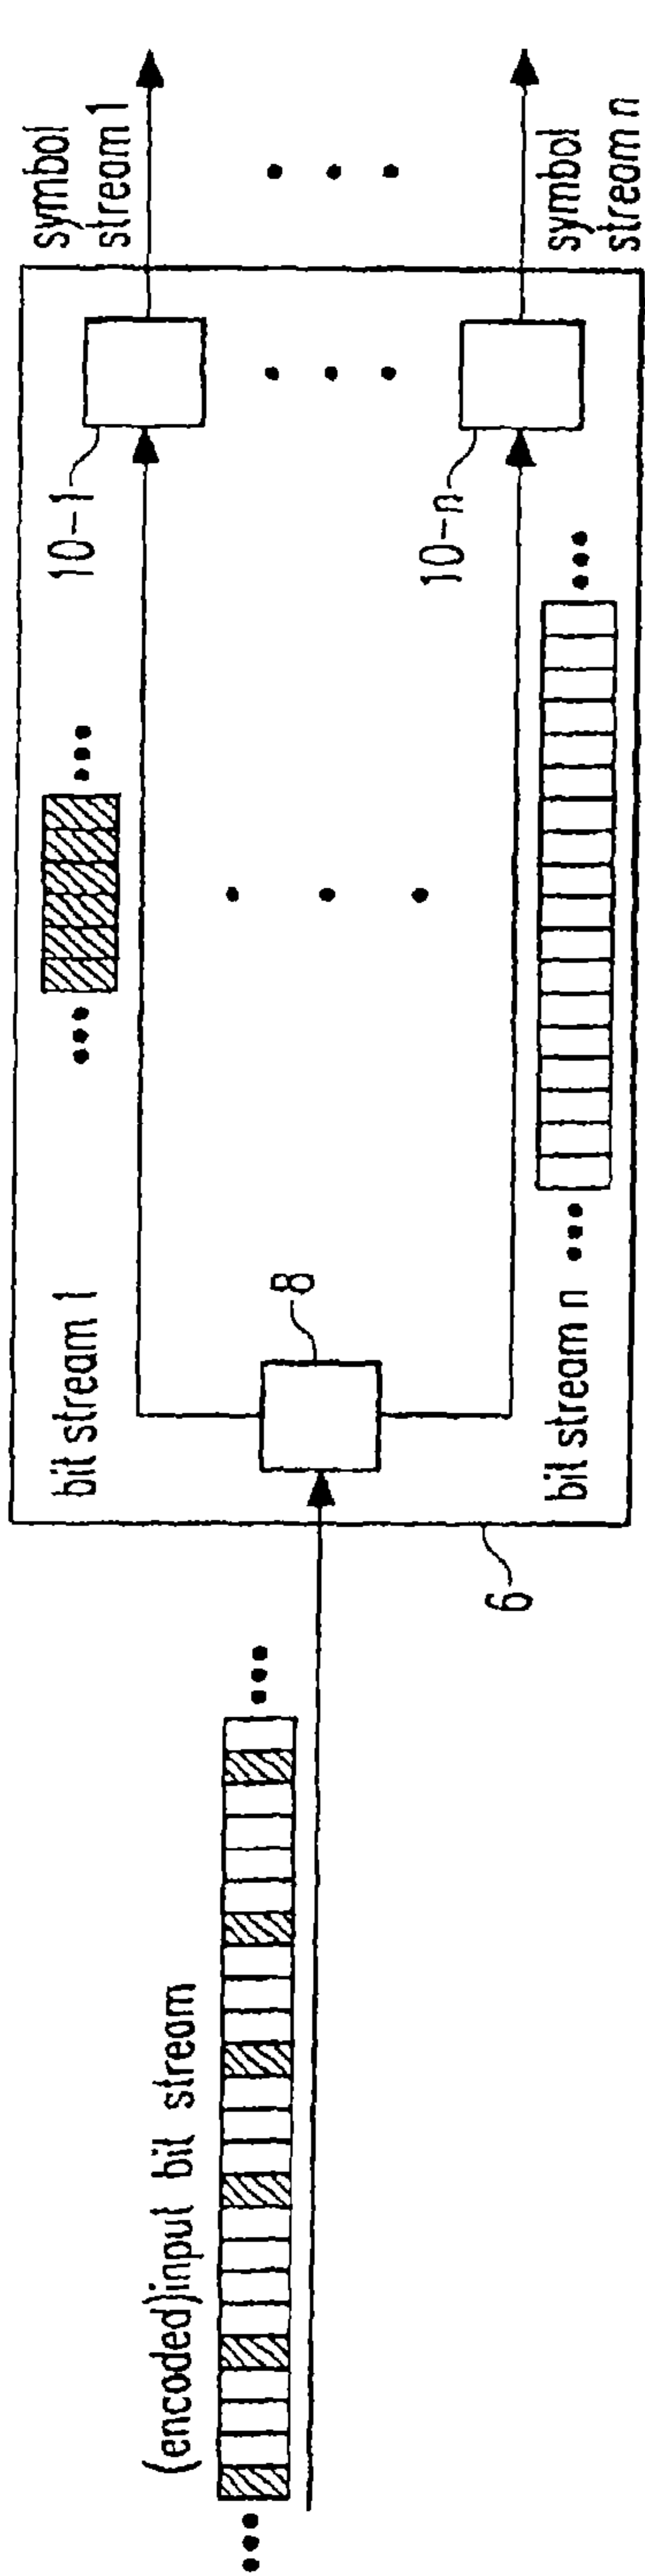 (encoded)input bit stream
6
8
bit stream 1
bit stream n
10-1
10-n
symbol
stream 1
symbol
stream n